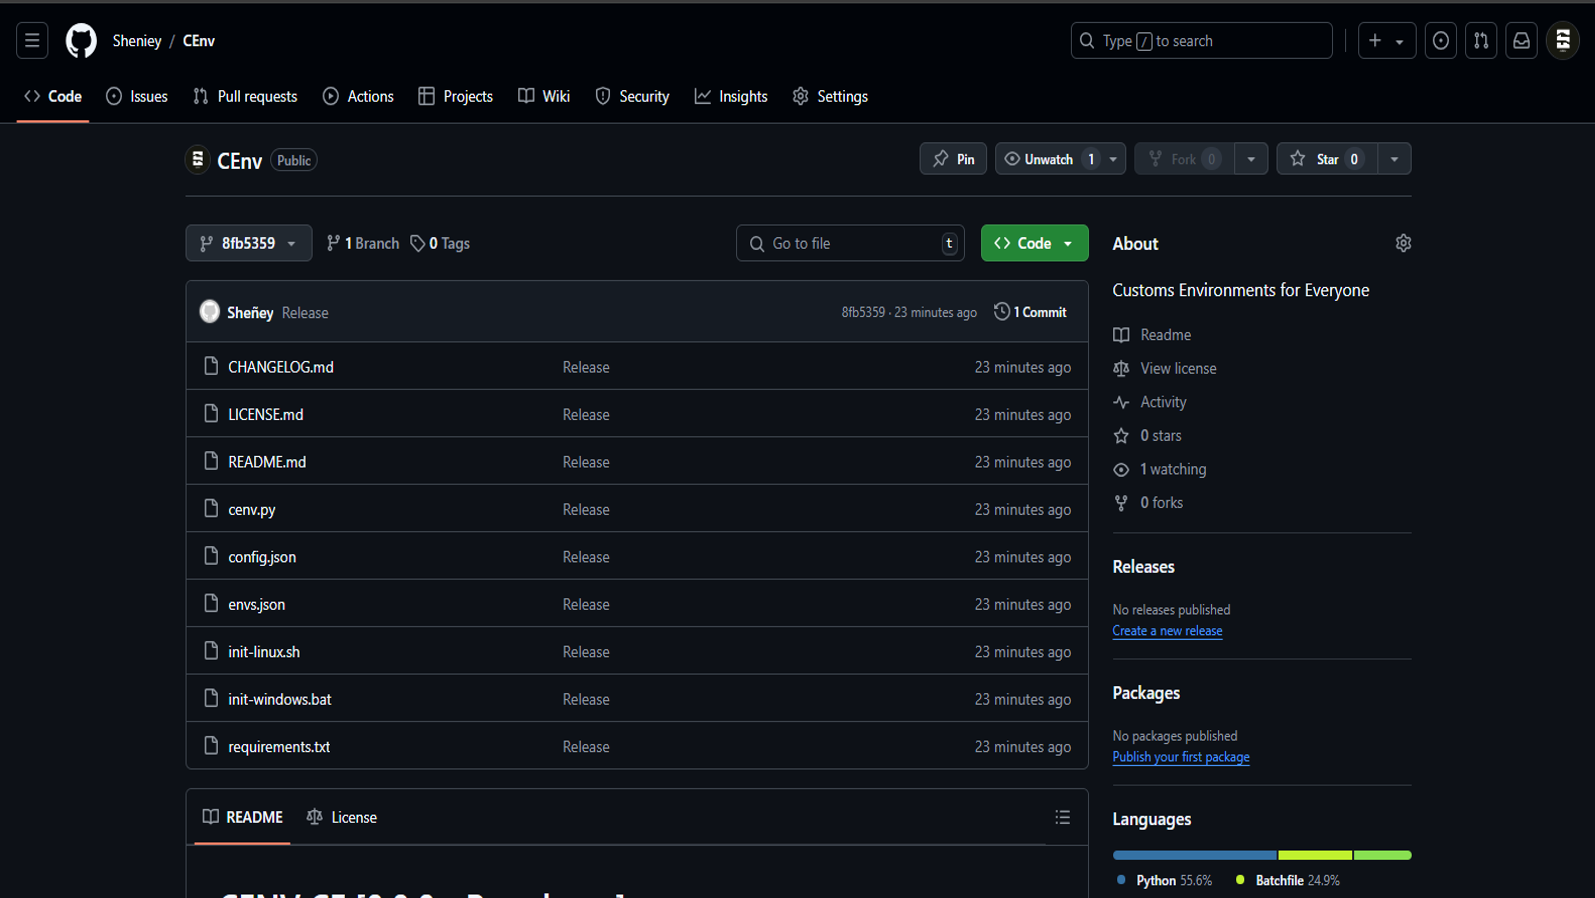 Sheniey / CEnv
Type / to search
Code
Issues
Pull requests
Actions
Projects
Wiki
Security
Insights
Settings
CEnv Public
Pin
Unwatch 1
Fork 0
Star 0
8fb5359
1 Branch
0 Tags
Go to file t
Code
Sheñey Release
8fb5359 · 23 minutes ago
1 Commit
CHANGELOG.md Release 23 minutes ago
LICENSE.md Release 23 minutes ago
README.md Release 23 minutes ago
cenv.py Release 23 minutes ago
config.json Release 23 minutes ago
envs.json Release 23 minutes ago
init-linux.sh Release 23 minutes ago
init-windows.bat Release 23 minutes ago
requirements.txt Release 23 minutes ago
README
License
About
Customs Environments for Everyone
Readme
View license
Activity
0 stars
1 watching
0 forks
Releases
No releases published
Create a new release
Packages
No packages published
Publish your first package
Languages
Python 55.6%
Batchfile 24.9%